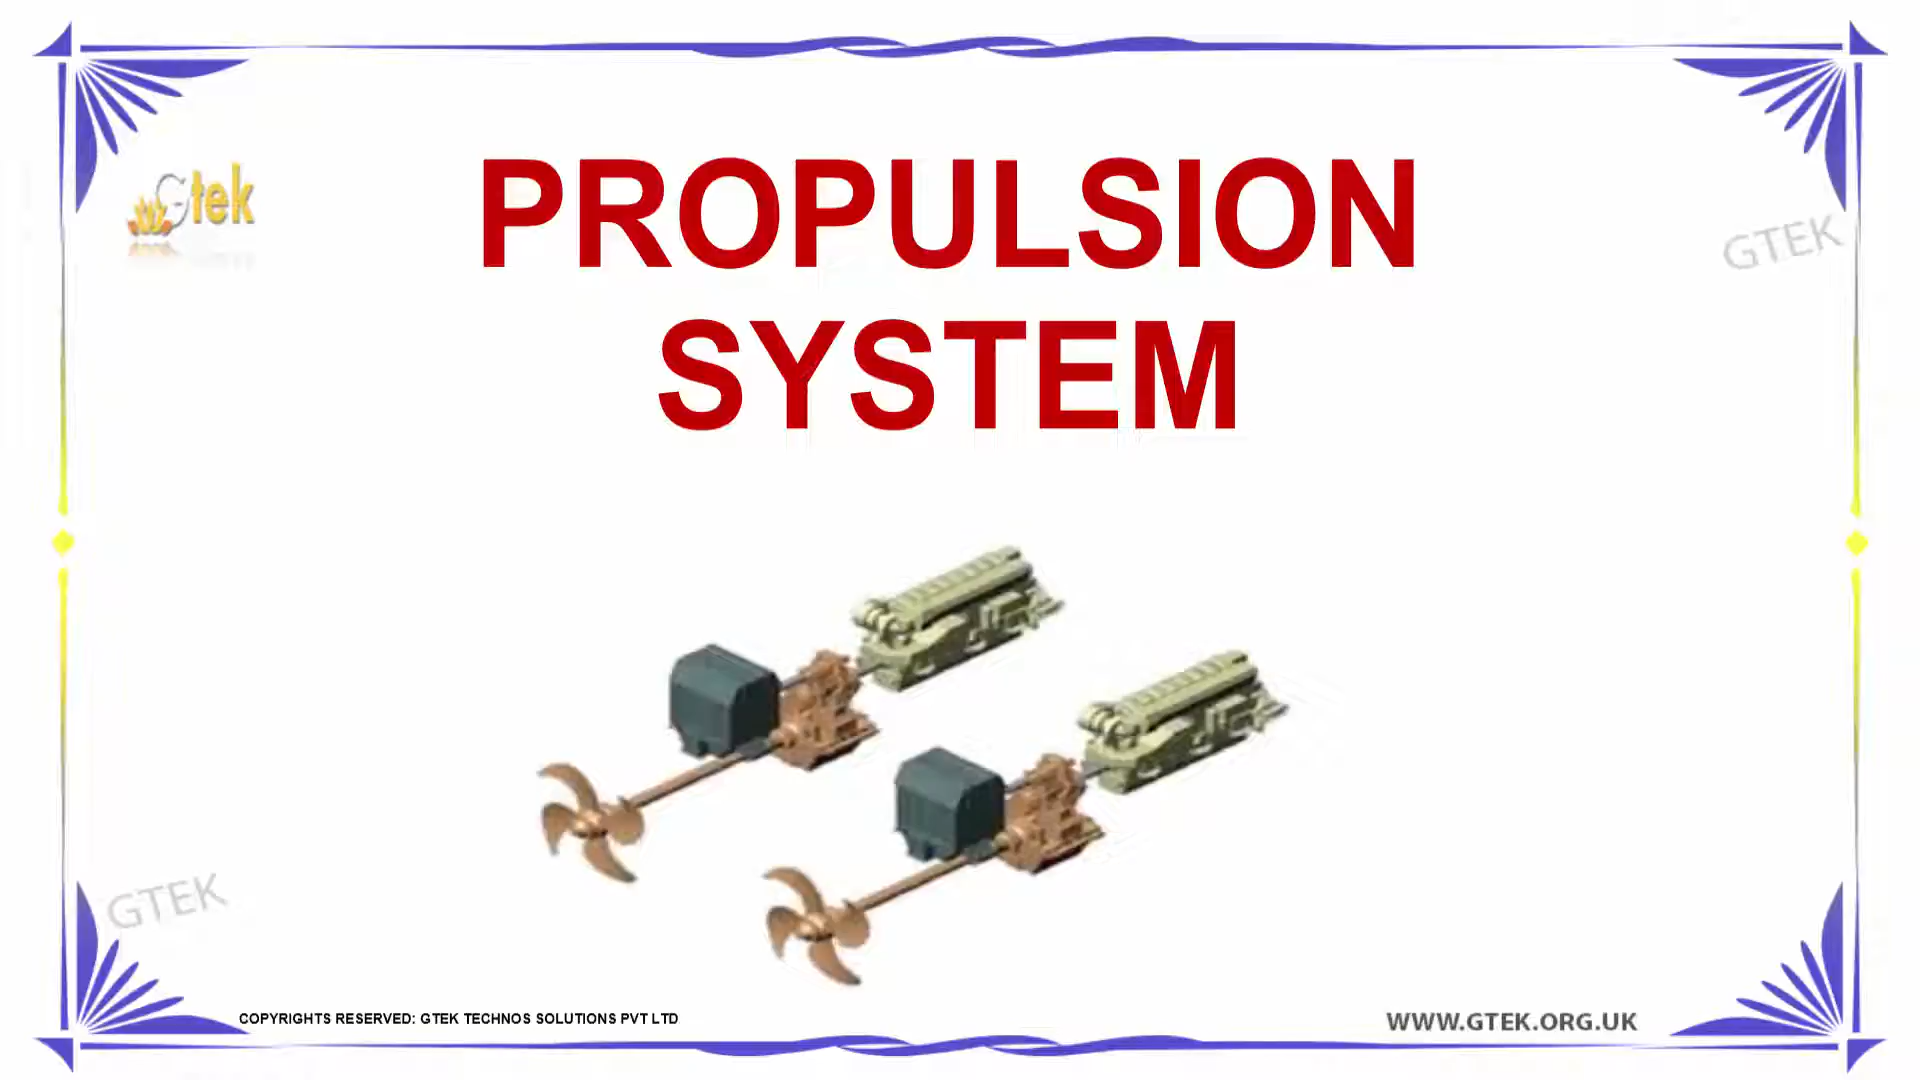 Gtek
PROPULSION
SYSTEM
GTEK
GTEK
COPYRIGHTS RESERVED: GTEK TECHNOS SOLUTIONS PVT LTD
WWW.GTEK.ORG.UK